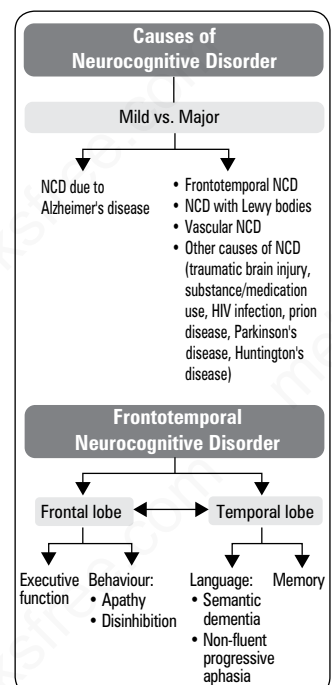 Causes of
Neurocognitive Disorder
Mild vs. Major
NCD due to
Alzheimer's disease
• Frontotemporal NCD
• NCD with Lewy bodies
• Vascular NCD
• Other causes of NCD
(traumatic brain injury,
substance/medication
use, HIV infection, prion
disease, Parkinson's
disease, Huntington's
disease)
Frontotemporal
Neurocognitive Disorder
Frontal lobe
Temporal lobe
Executive
function
Behaviour:
• Apathy
• Disinhibition
Language:
• Semantic
dementia
• Non-fluent
progressive
aphasia
Memory